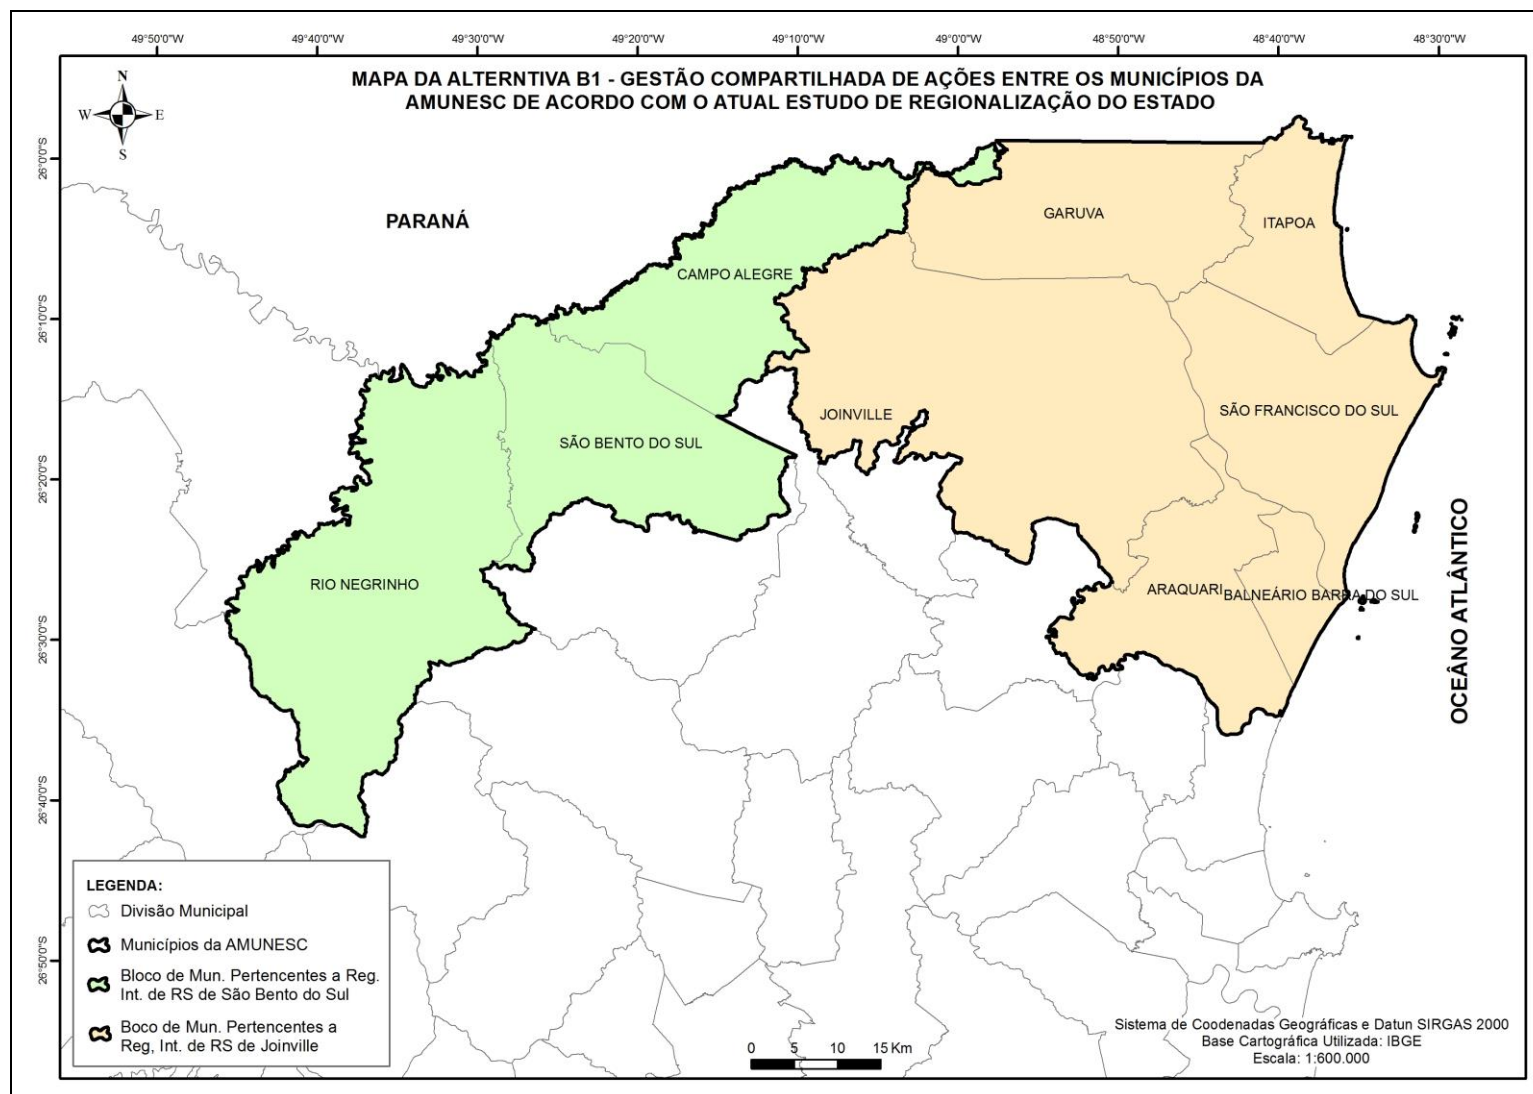 49°50'0"W 49°40'0"W 49°30'0"W 49°20'0"W 49°10'0"W 49°0'0"W 48°50'0"W 48°40'0"W 48°30'0"W
MAPA DA ALTERNTIVA B1 - GESTÃO COMPARTILHADA DE AÇÕES ENTRE OS MUNICÍPIOS DA
AMUNESC DE ACORDO COM O ATUAL ESTUDO DE REGIONALIZAÇÃO DO ESTADO
N
W E
S
26°0'0"S
26°10'0"S
26°20'0"S
26°30'0"S
26°40'0"S
26°50'0"S
PARANÁ
GARUVA
ITAPOA
CAMPO ALEGRE
JOINVILLE
SÃO FRANCISCO DO SUL
SÃO BENTO DO SUL
RIO NEGRINHO
ARAQUARI
BALNEÁRIO BARRA DO SUL
OCEÂNO ATLÂNTICO
LEGENDA:
Divisão Municipal
Municípios da AMUNESC
Bloco de Mun. Pertencentes a Reg.
Int. de RS de São Bento do Sul
Boco de Mun. Pertencentes a
Reg, Int. de RS de Joinville
0 5 10 15 Km
Sistema de Coodenadas Geográficas e Datun SIRGAS 2000
Base Cartográfica Utilizada: IBGE
Escala: 1:600.000